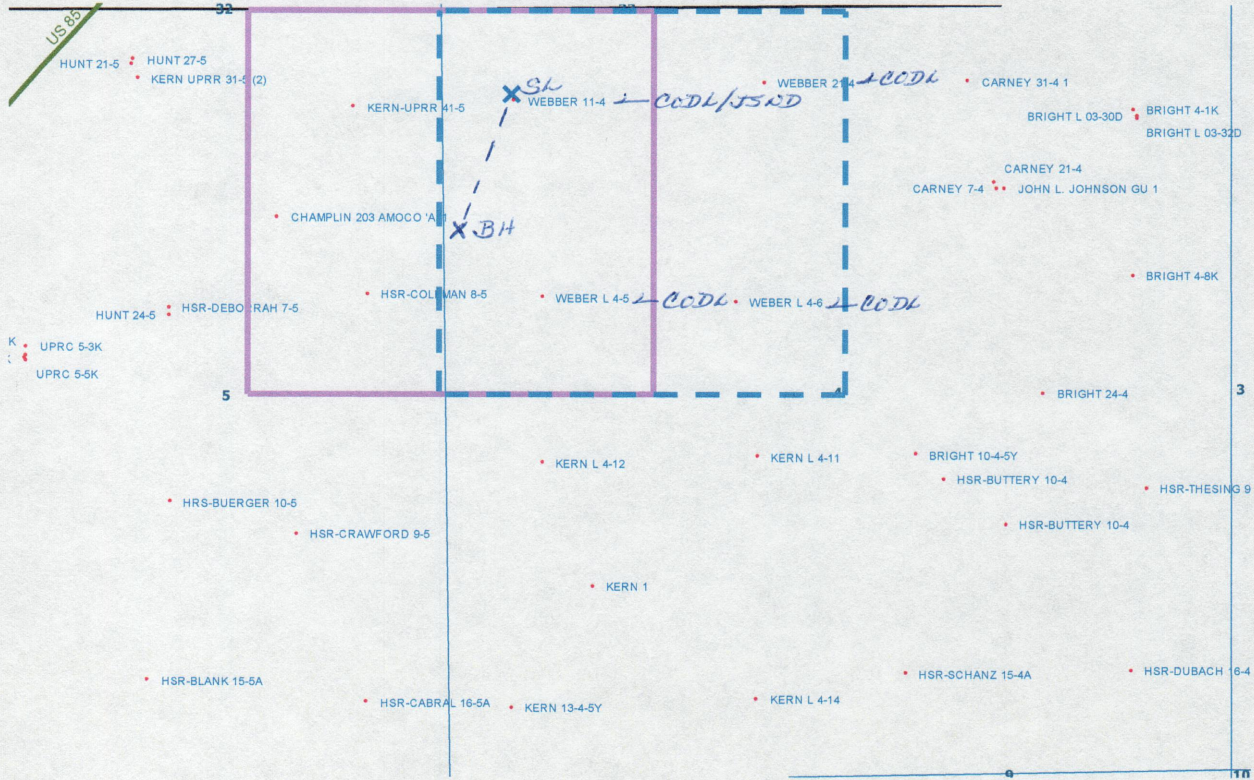 32
US 85
HUNT 21-5
HUNT 27-5
KERN UPRR 31-5 (2)
KERN-UPRR 41-5
SL
WEBBER 11-4 CODL/JSND
WEBBER 21-4 CODL
CARNEY 31-4 1
BRIGHT 4-1K
BRIGHT L 03-30D
BRIGHT L 03-32D
CARNEY 21-4
CARNEY 7-4
JOHN L. JOHNSON GU 1
CHAMPLIN 203 AMOCO 'A' 1
BH
BRIGHT 4-8K
HSR-COLEMAN 8-5
WEBER L 4-5 CODL
WEBER L 4-6 CODL
HSR-DEBORRAH 7-5
HUNT 24-5
K
UPRC 5-3K
UPRC 5-5K
5
4
BRIGHT 24-4
3
KERN L 4-12
KERN L 4-11
BRIGHT 10-4-5Y
HSR-BUTTERY 10-4
HSR-THESING 9
HRS-BUERGER 10-5
HSR-CRAWFORD 9-5
HSR-BUTTERY 10-4
KERN 1
HSR-BLANK 15-5A
HSR-CABRAL 16-5A
KERN 13-4-5Y
KERN L 4-14
HSR-SCHANZ 15-4A
HSR-DUBACH 16-4
9
10